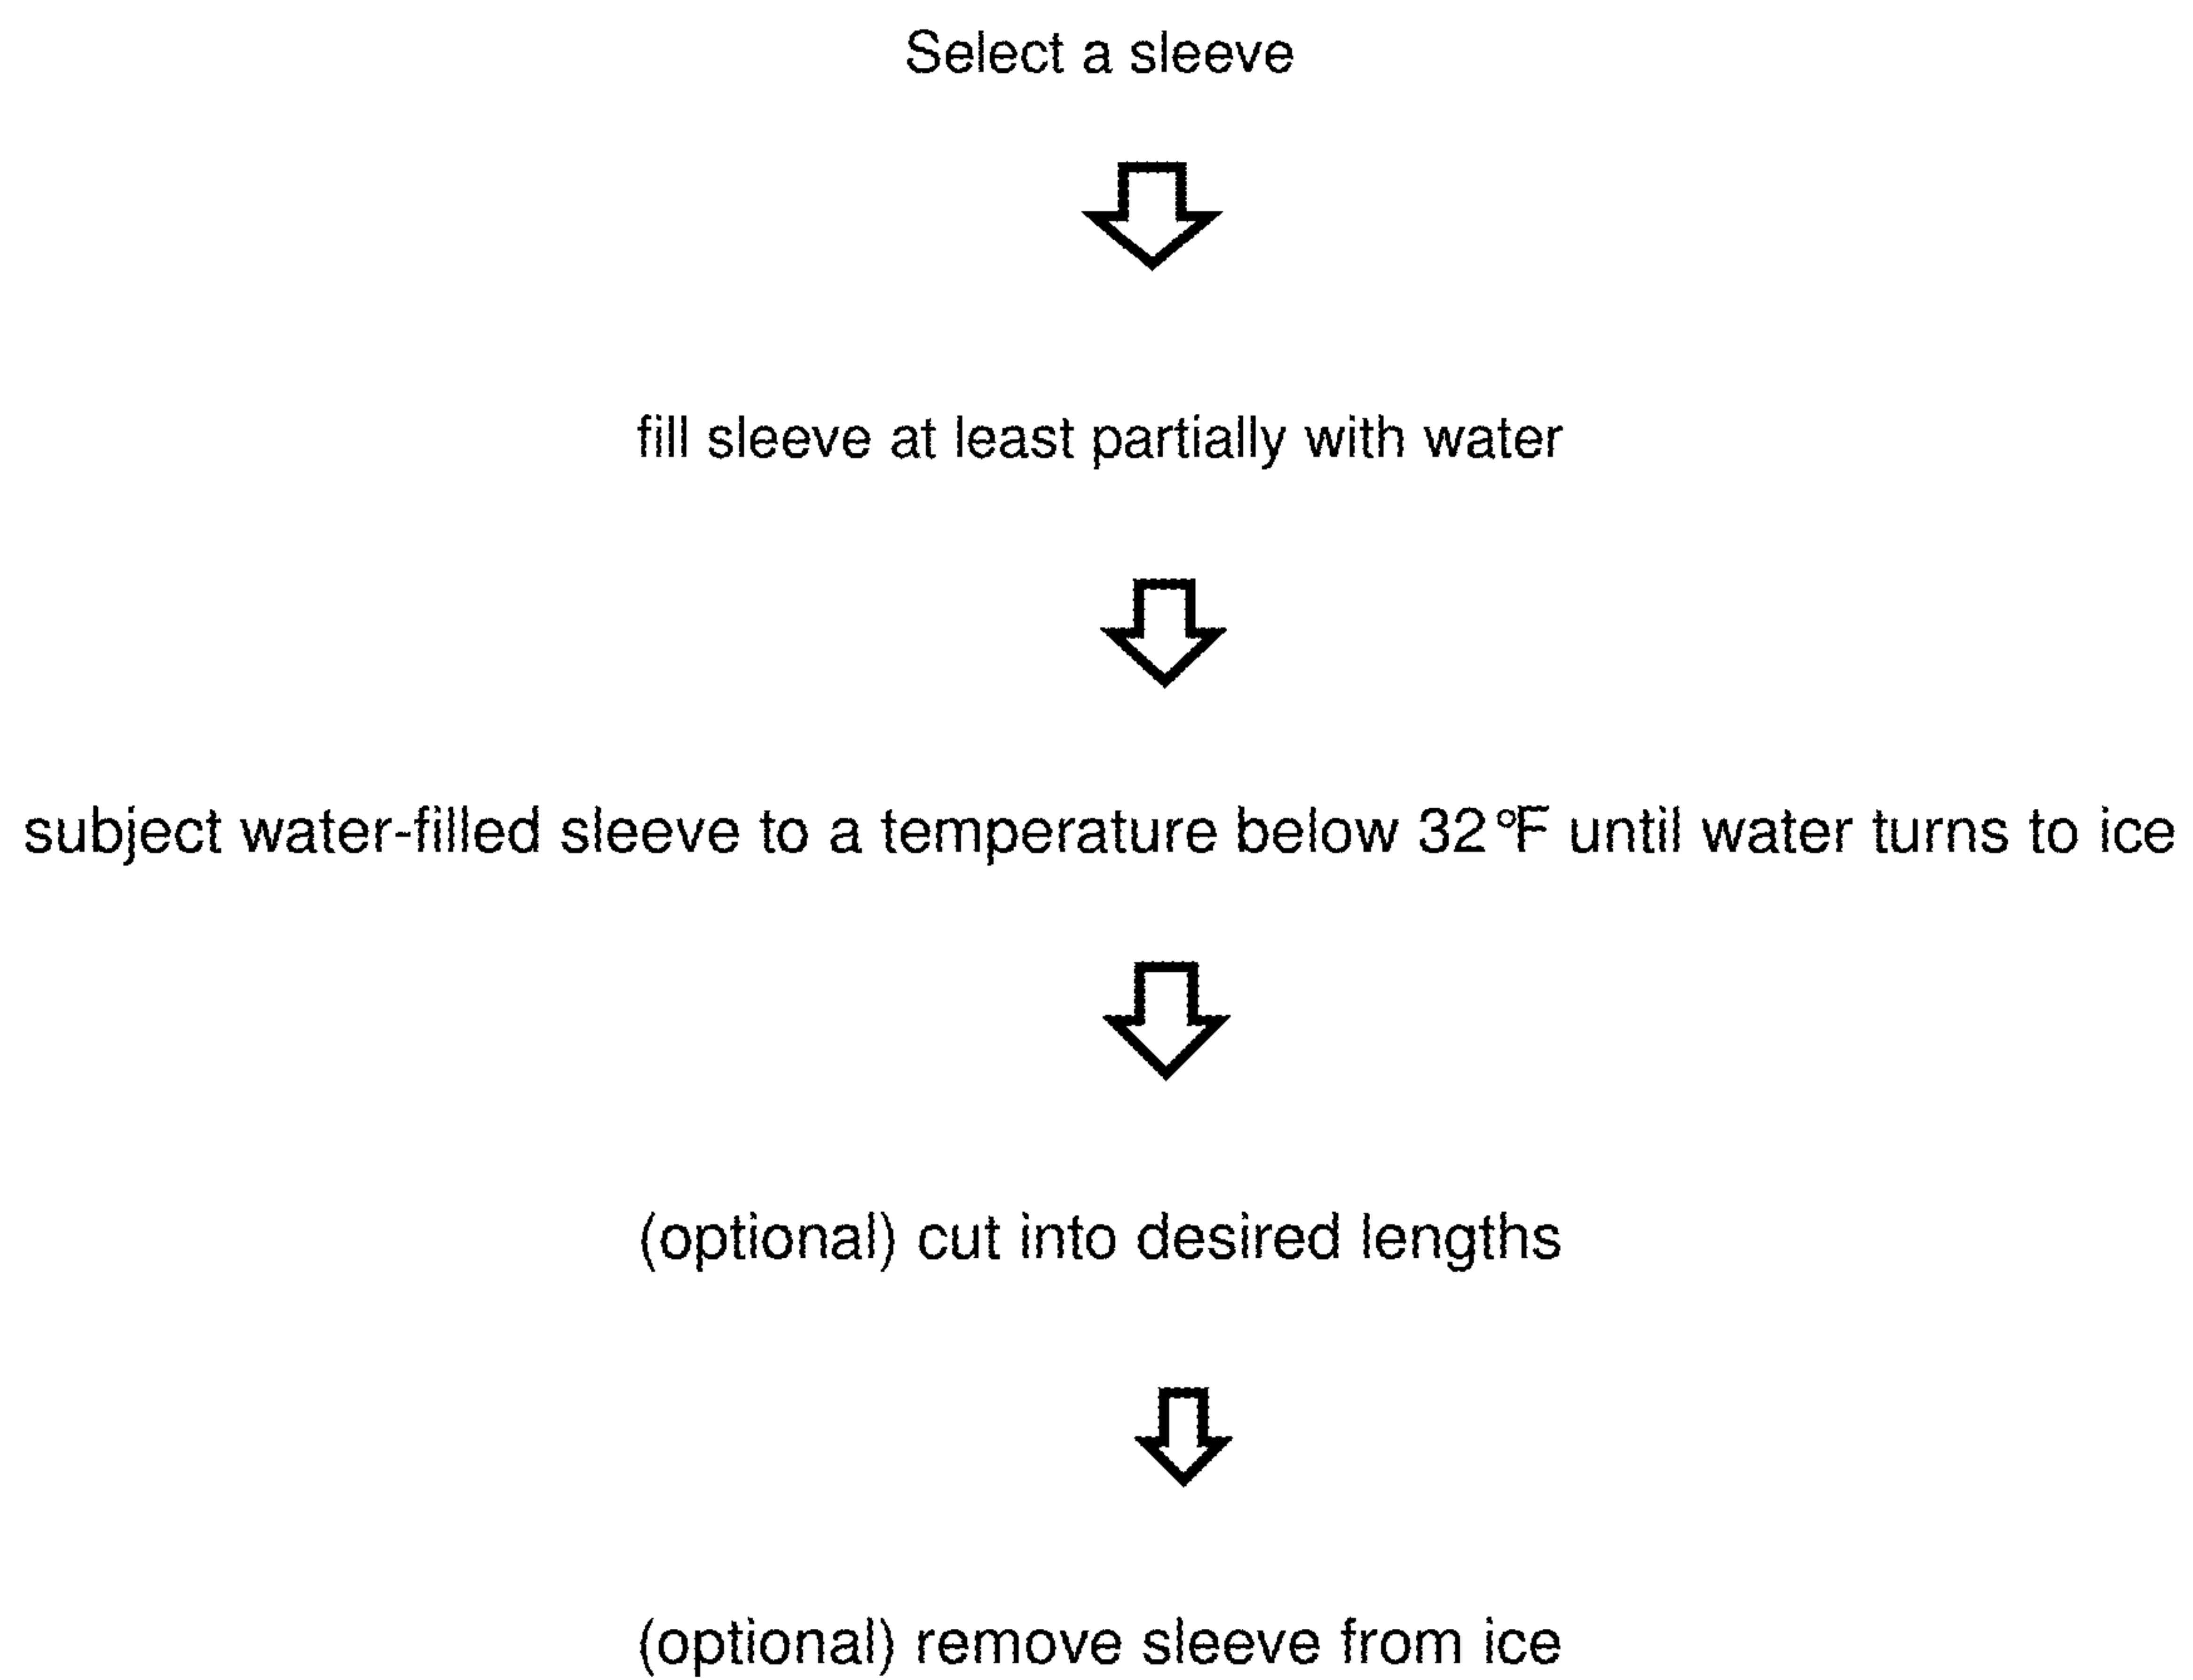 Select a sleeve
fill sleeve at least partially with water
subject water-filled sleeve to a temperature below 32°F until water turns to ice
(optional) cut into desired lengths
(optional) remove sleeve from ice